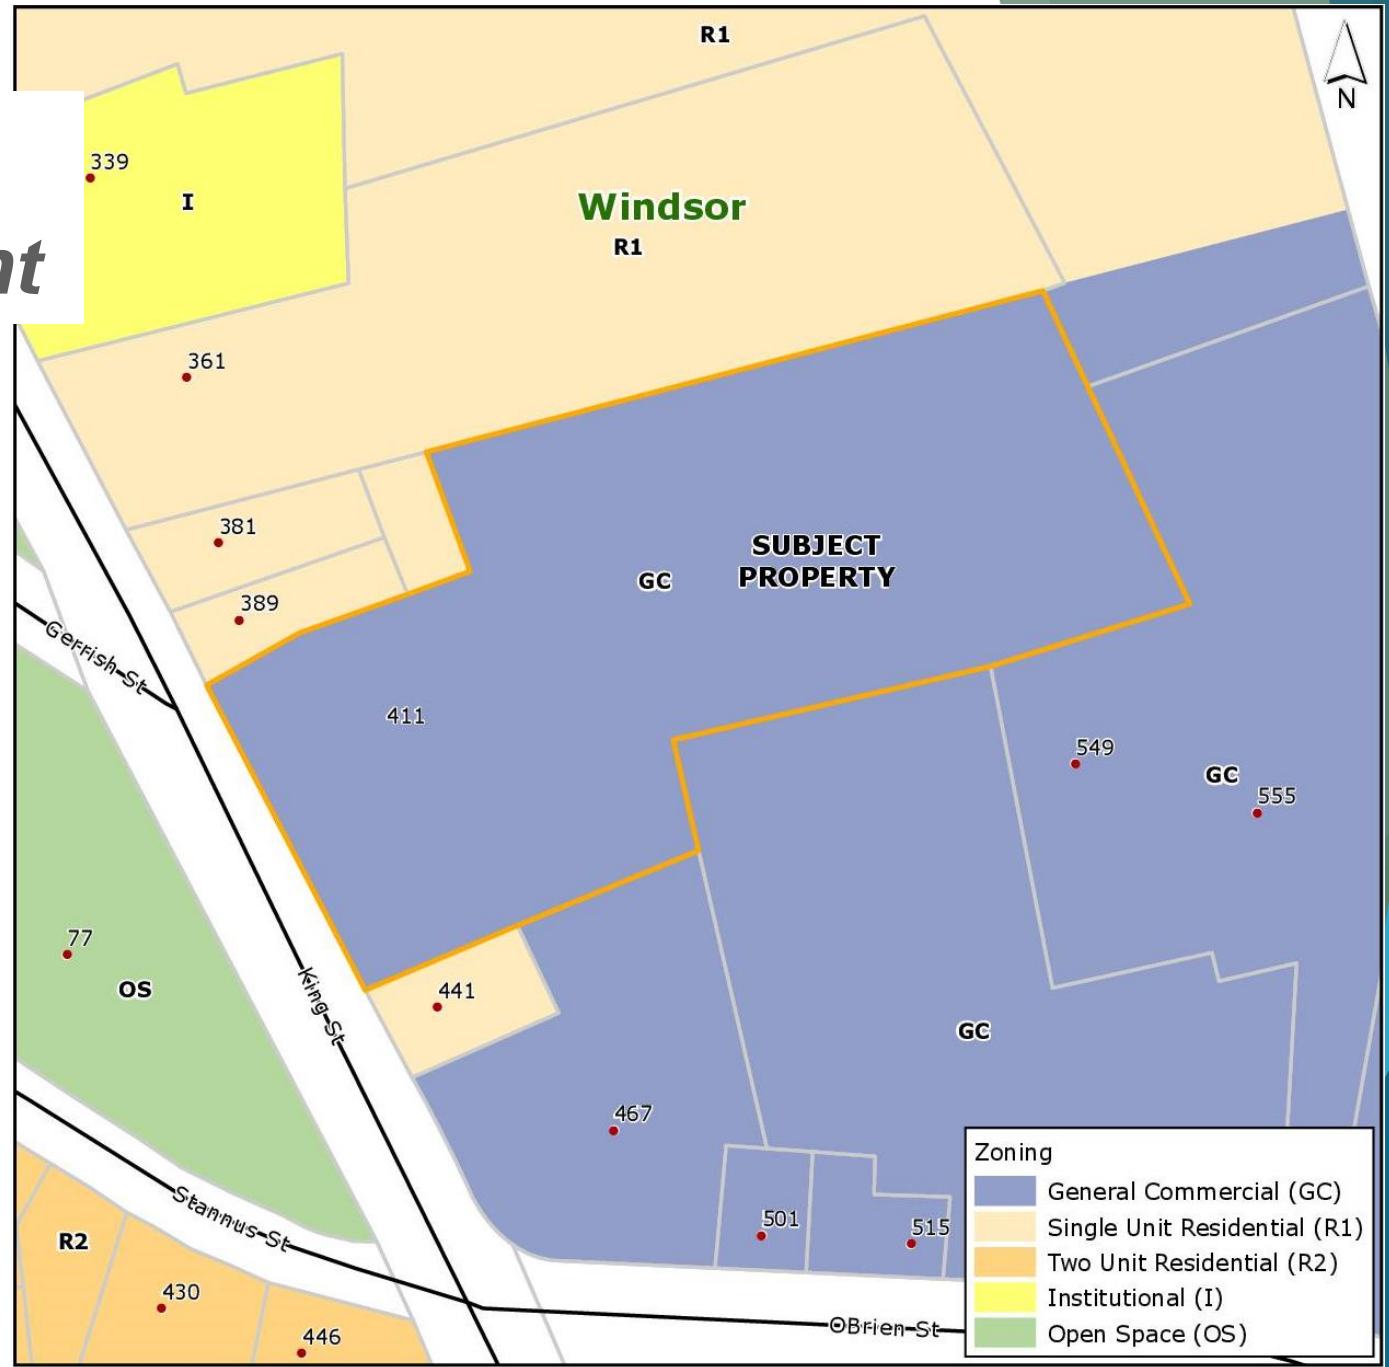 R1
N
339
I
Windsor
R1
nt
361
381
SUBJECT
PROPERTY
GC
389
Gerrish St
411
549
GC
555
77
OS
441
King St
GC
467
Stannus St
501
515
R2
430
446
OBrien St
Zoning
General Commercial (GC)
Single Unit Residential (R1)
Two Unit Residential (R2)
Institutional (I)
Open Space (OS)